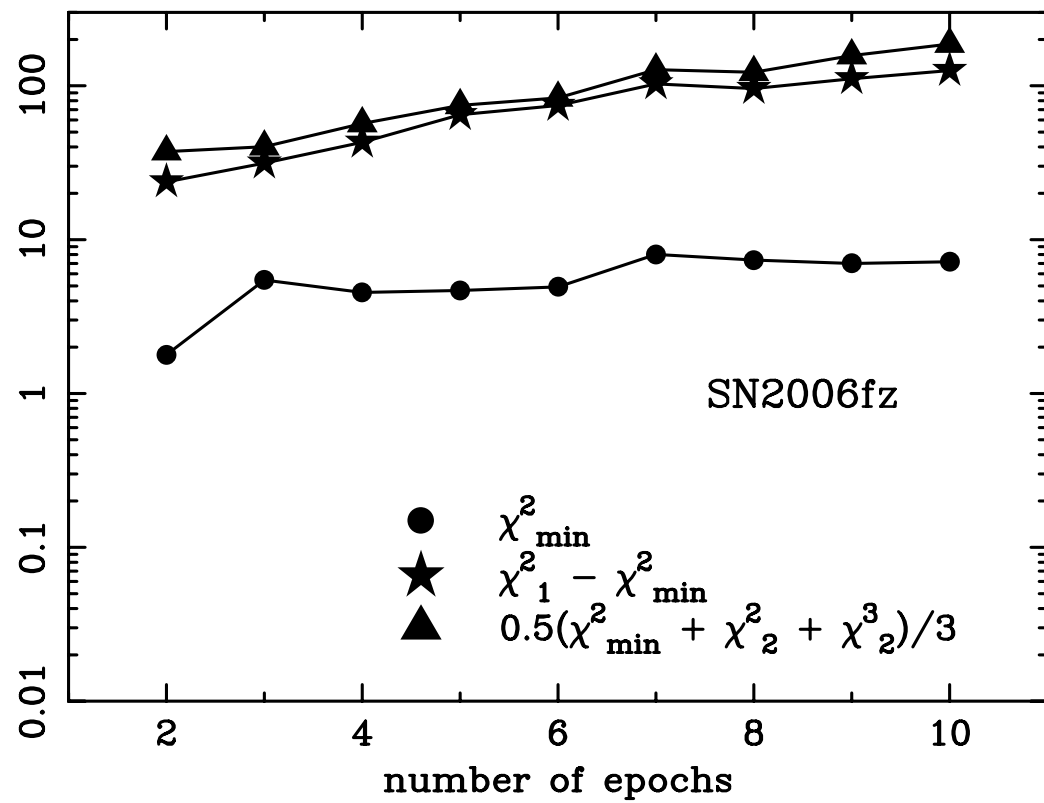 100
10
1
0.1
0.01
SN2006fz
χ²min
χ²₁ − χ²min
0.5(χ²min + χ²₂ + χ³₂)/3
2 4 6 8 10
number of epochs